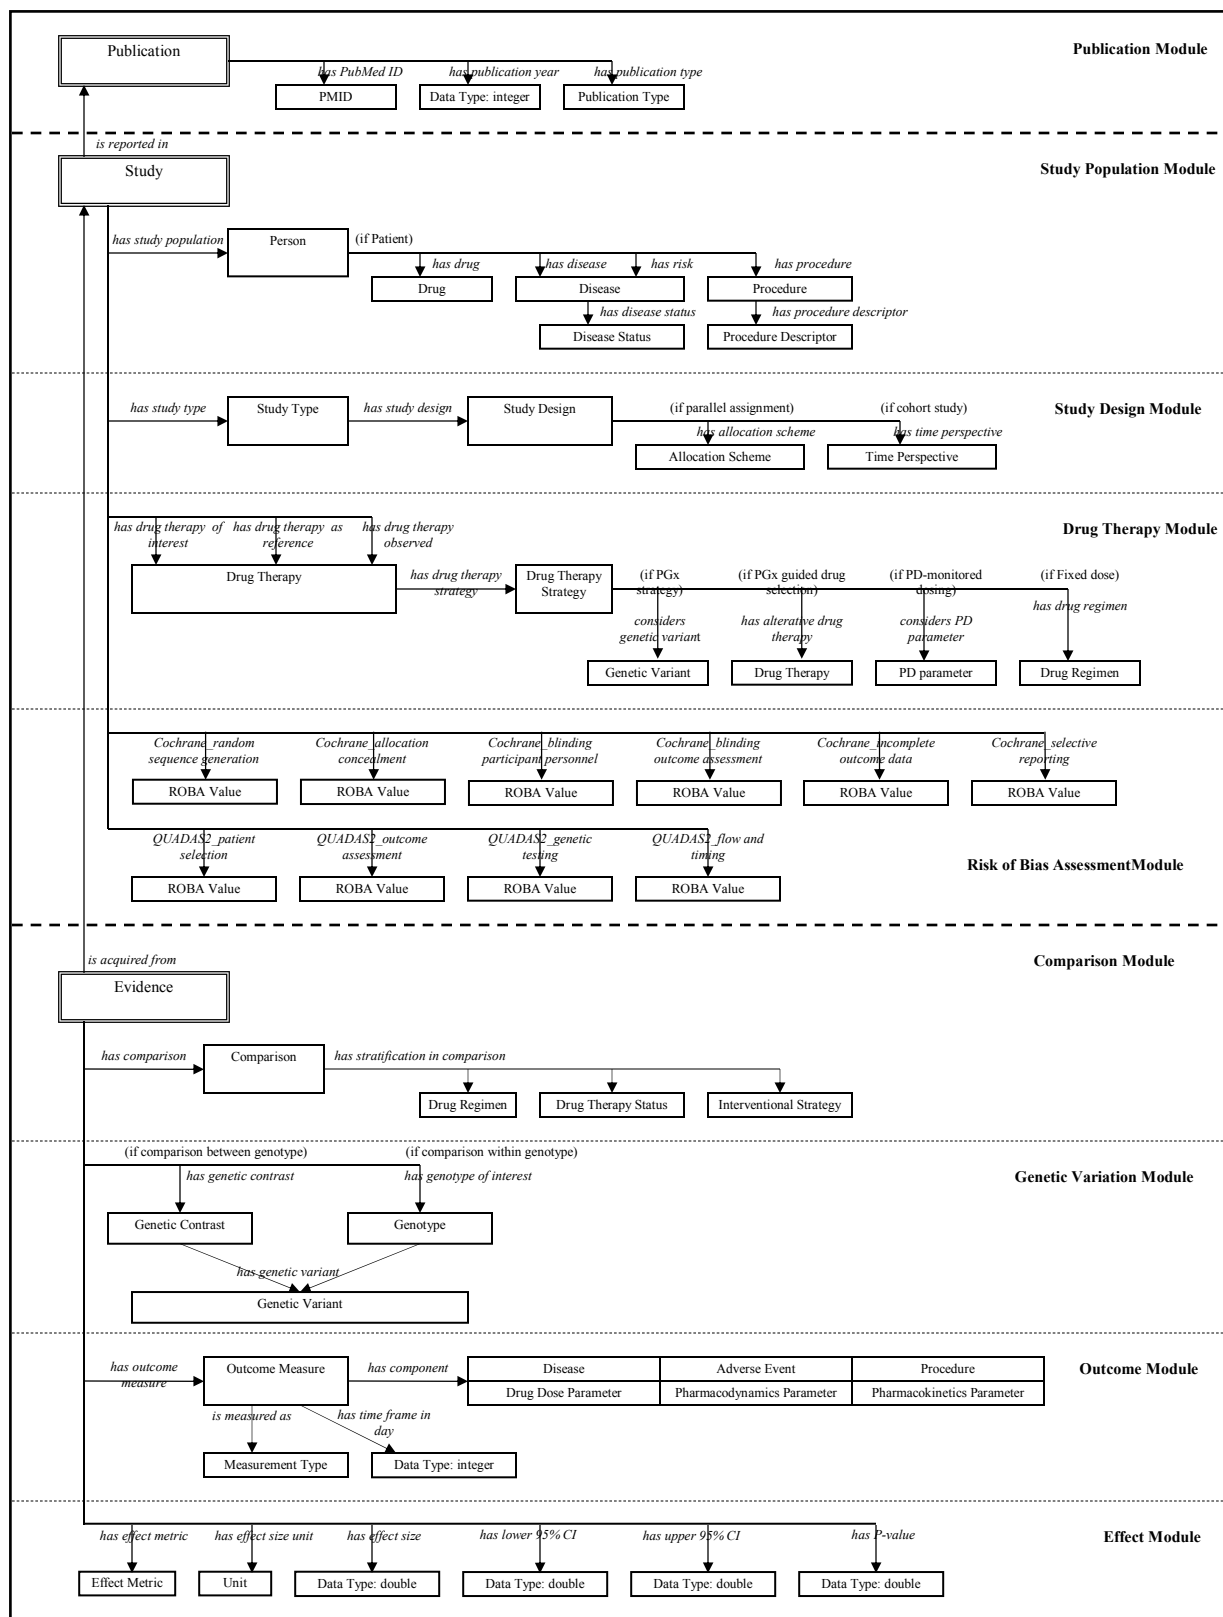 Publication
Publication Module
has PubMed ID
has publication year
has publication type
PMID
Data Type: integer
Publication Type
is reported in
Study
Study Population Module
has study population
Person
(if Patient)
has drug
has disease
has risk
has procedure
Drug
Disease
Procedure
has disease status
has procedure descriptor
Disease Status
Procedure Descriptor
has study type
Study Type
has study design
Study Design
(if parallel assignment)
(if cohort study)
Study Design Module
has allocation scheme
has time perspective
Allocation Scheme
Time Perspective
Drug Therapy Module
has drug therapy of
interest
has drug therapy as
reference
has drug therapy
observed
Drug Therapy
has drug therapy
strategy
Drug Therapy
Strategy
(if PGx
strategy)
(if PGx guided drug
selection)
(if PD-monitored
dosing)
(if Fixed dose)
has drug regimen
considers
genetic variant
has alterative drug
therapy
considers PD
parameter
Genetic Variant
Drug Therapy
PD parameter
Drug Regimen
Cochrane_random
sequence generation
Cochrane_allocation
concealment
Cochrane_blinding
participant personnel
Cochrane_blinding
outcome assessment
Cochrane_incomplete
outcome data
Cochrane_selective
reporting
ROBA Value
ROBA Value
ROBA Value
ROBA Value
ROBA Value
ROBA Value
QUADAS2_patient
selection
QUADAS2_outcome
assessment
QUADAS2_genetic
testing
QUADAS2_flow and
timing
Risk of Bias AssessmentModule
ROBA Value
ROBA Value
ROBA Value
ROBA Value
is acquired from
Comparison Module
Evidence
has comparison
Comparison
has stratification in comparison
Drug Regimen
Drug Therapy Status
Interventional Strategy
(if comparison between genotype)
(if comparison within genotype)
has genetic contrast
has genotype of interest
Genetic Variation Module
Genetic Contrast
Genotype
has genetic variant
Genetic Variant
has outcome
measure
Outcome Measure
has component
Disease
Adverse Event
Procedure
Outcome Module
Drug Dose Parameter
Pharmacodynamics Parameter
Pharmacokinetics Parameter
is measured as
has time frame in
day
Measurement Type
Data Type: integer
has effect metric
has effect size unit
has effect size
has lower 95% CI
has upper 95% CI
has P-value
Effect Module
Effect Metric
Unit
Data Type: double
Data Type: double
Data Type: double
Data Type: double